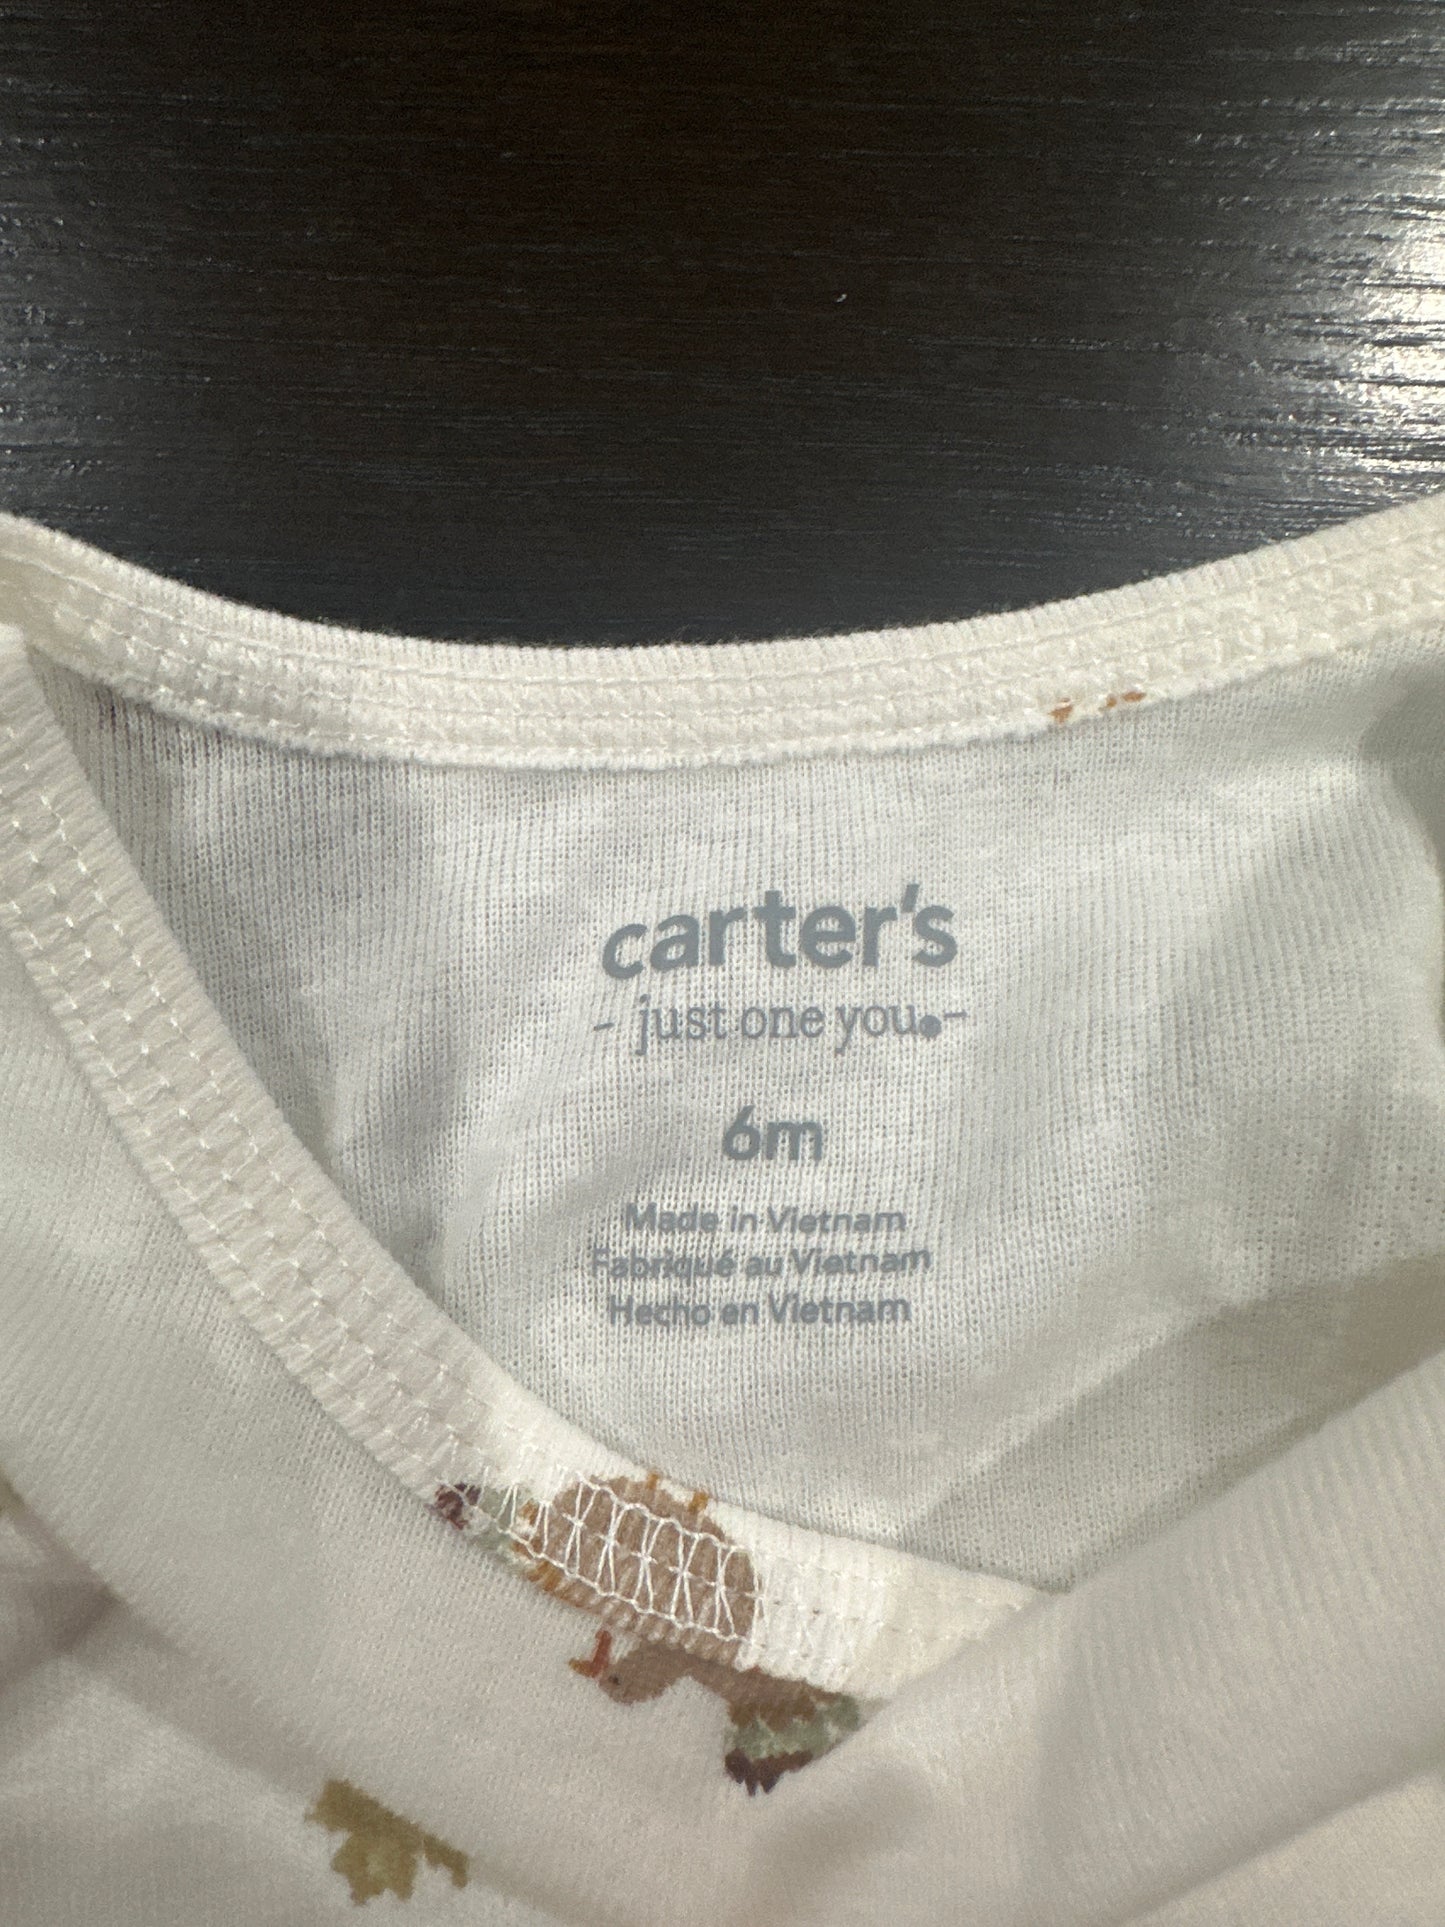 carter's
- just one you. -
6m
Made in Vietnam
Fabriqué au Vietnam
Hecho en Vietnam